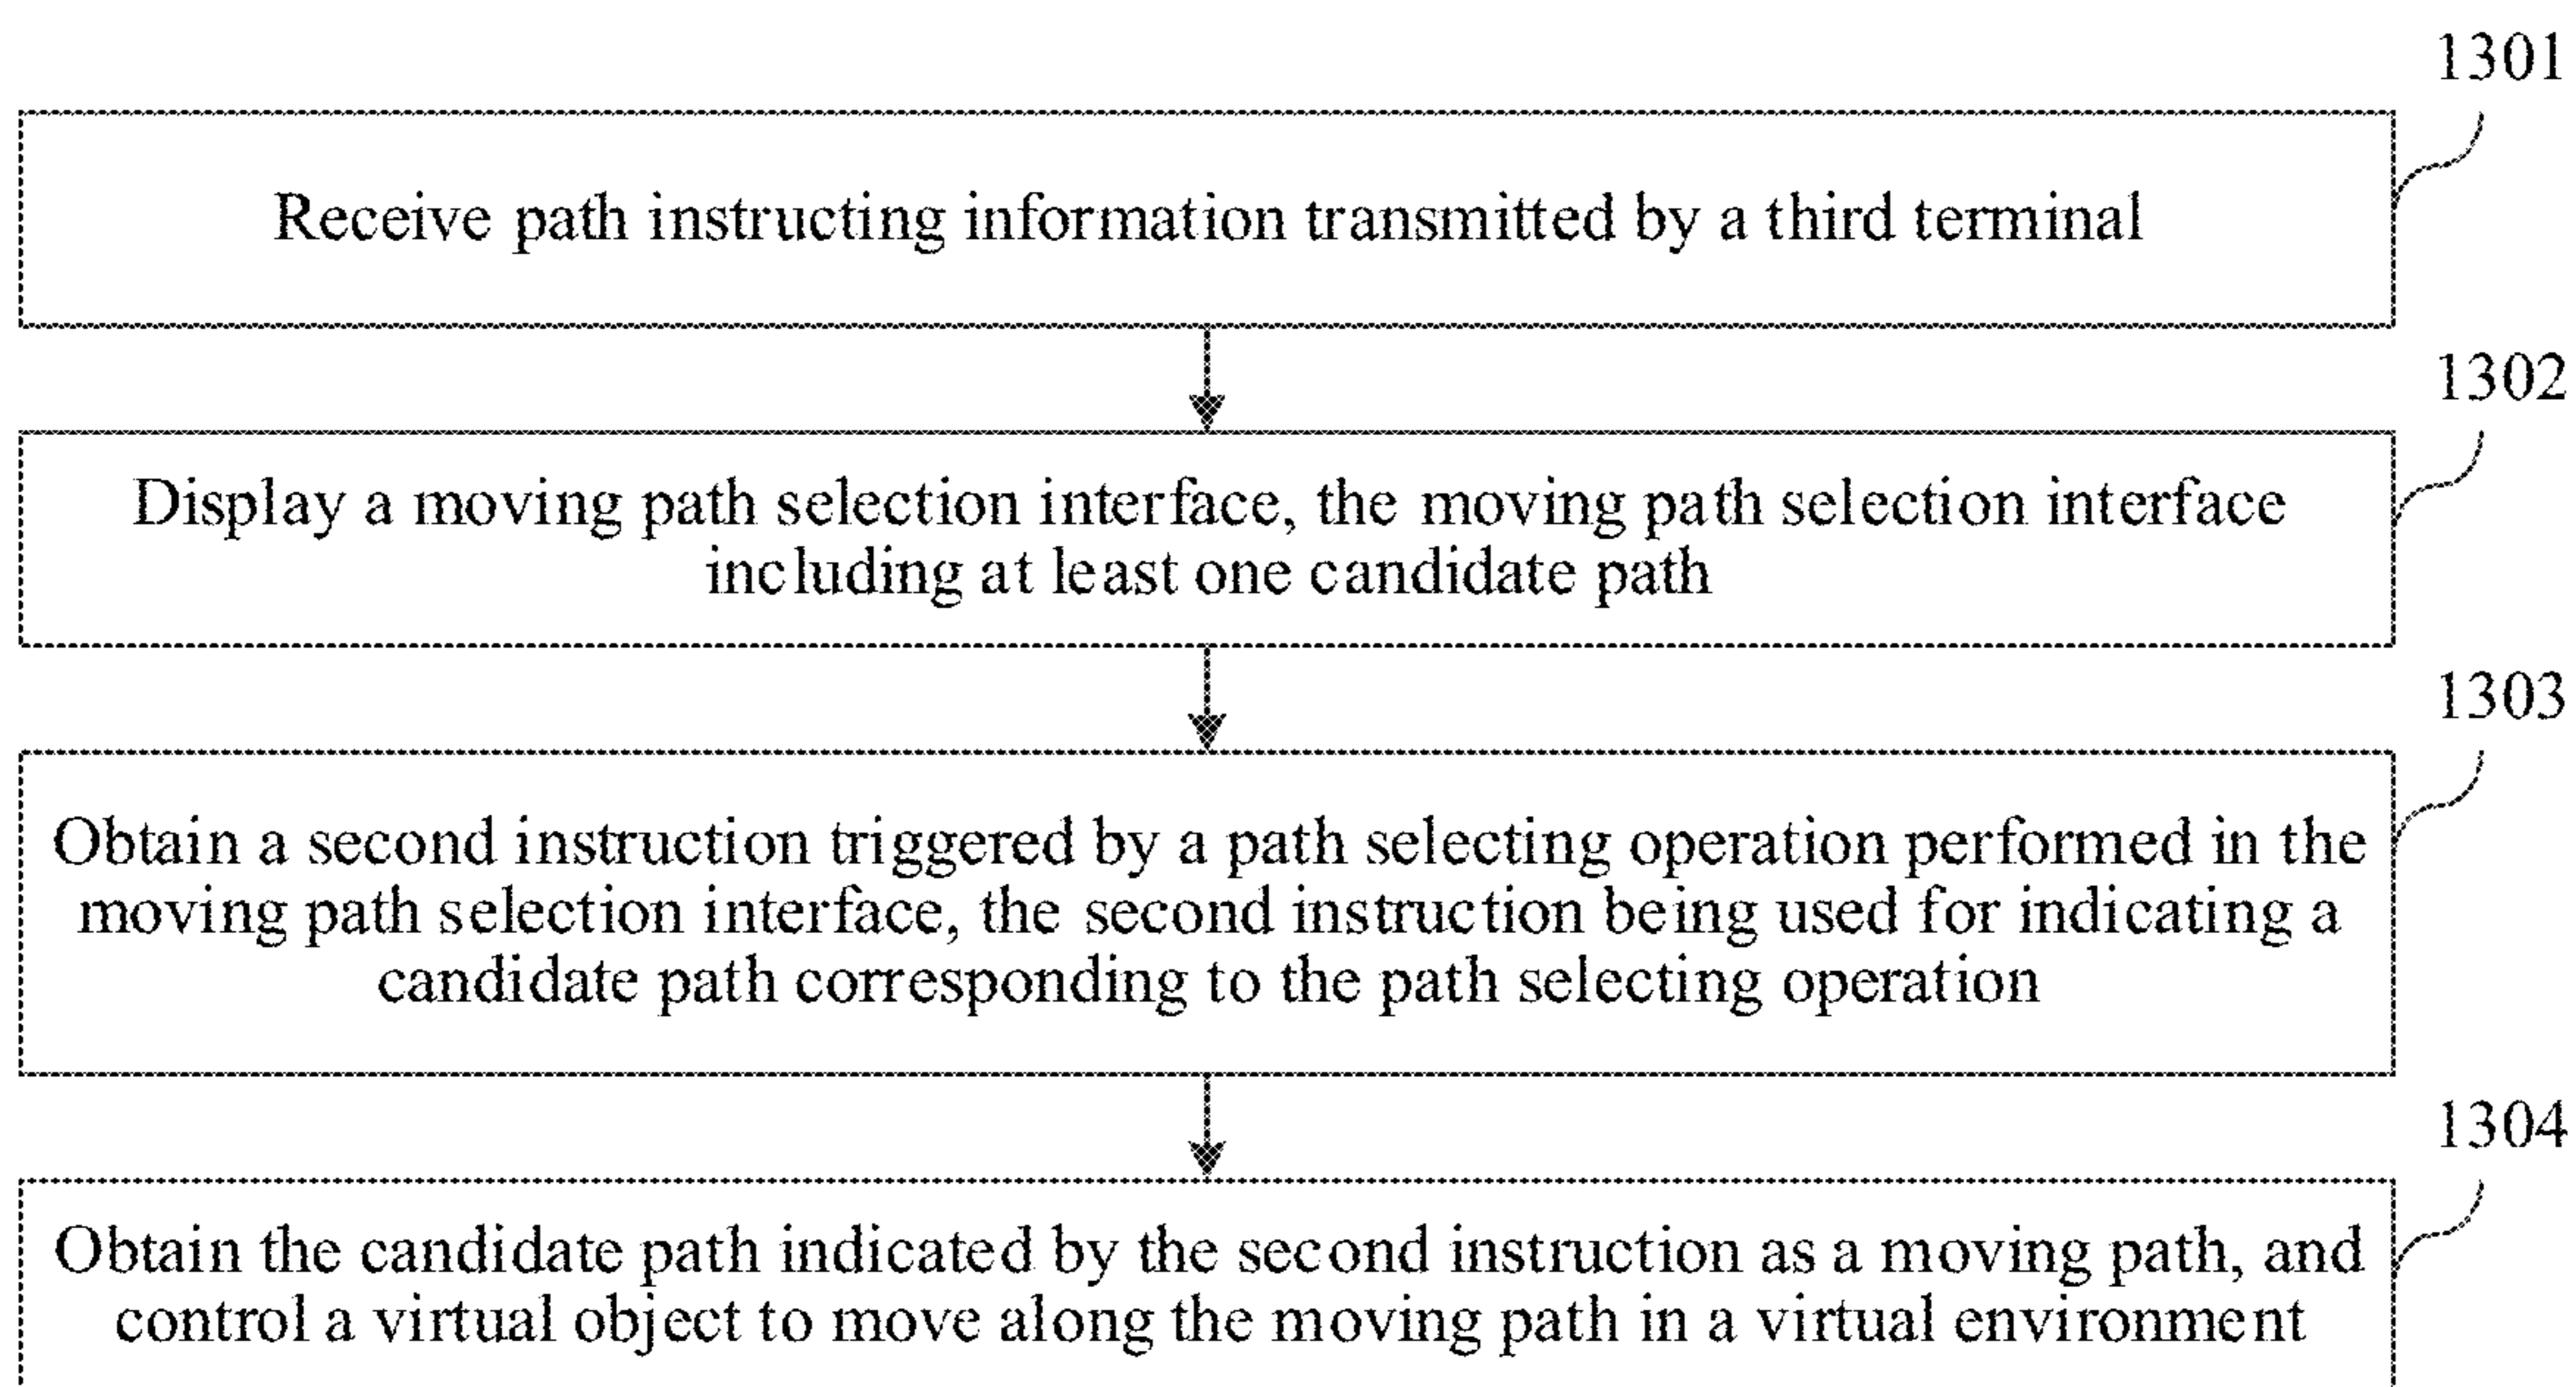 1301
Receive path instructing information transmitted by a third terminal
1302
Display a moving path selection interface, the moving path selection interface
including at least one candidate path
1303
Obtain a second instruction triggered by a path selecting operation performed in the
moving path selection interface, the second instruction being used for indicating a
candidate path corresponding to the path selecting operation
1304
Obtain the candidate path indicated by the second instruction as a moving path, and
control a virtual object to move along the moving path in a virtual environment